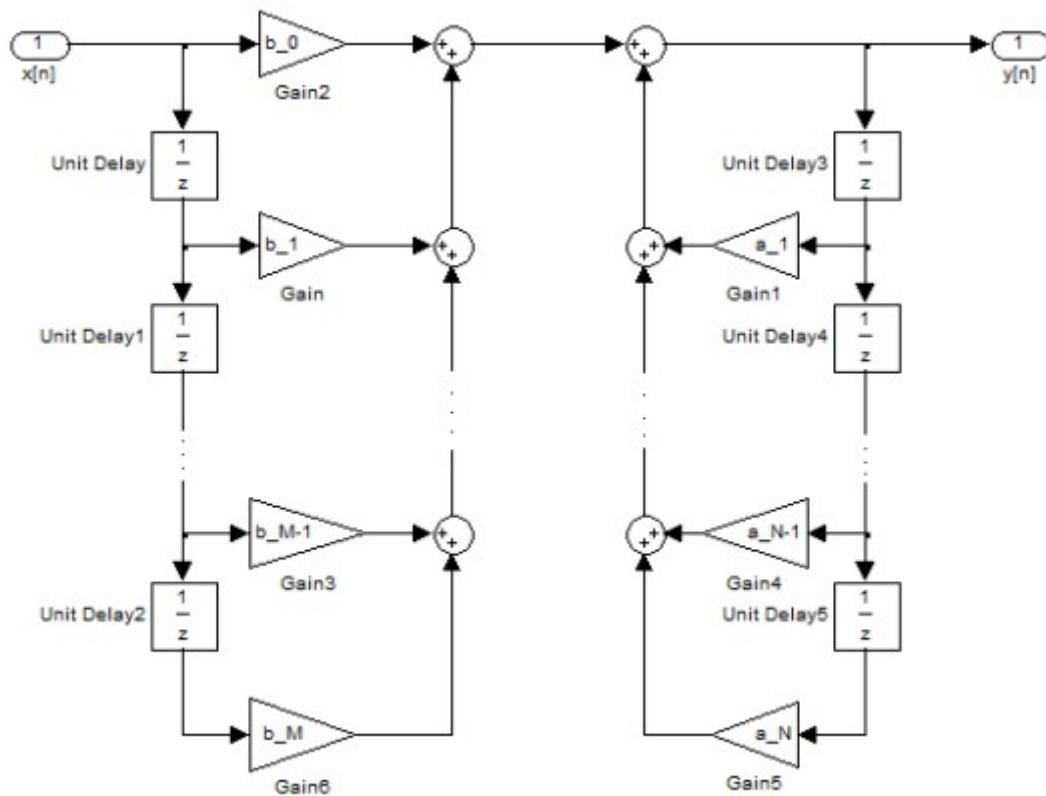 1
x[n]
b_0
Gain2
+
+
+
+
1
y[n]
Unit Delay
1
z
Unit Delay3
1
z
b_1
Gain
+
+
+
+
a_1
Gain1
Unit Delay1
1
z
Unit Delay4
1
z
b_M-1
Gain3
+
+
+
+
a_N-1
Gain4
Unit Delay2
1
z
Unit Delay5
1
z
b_M
Gain6
a_N
Gain5